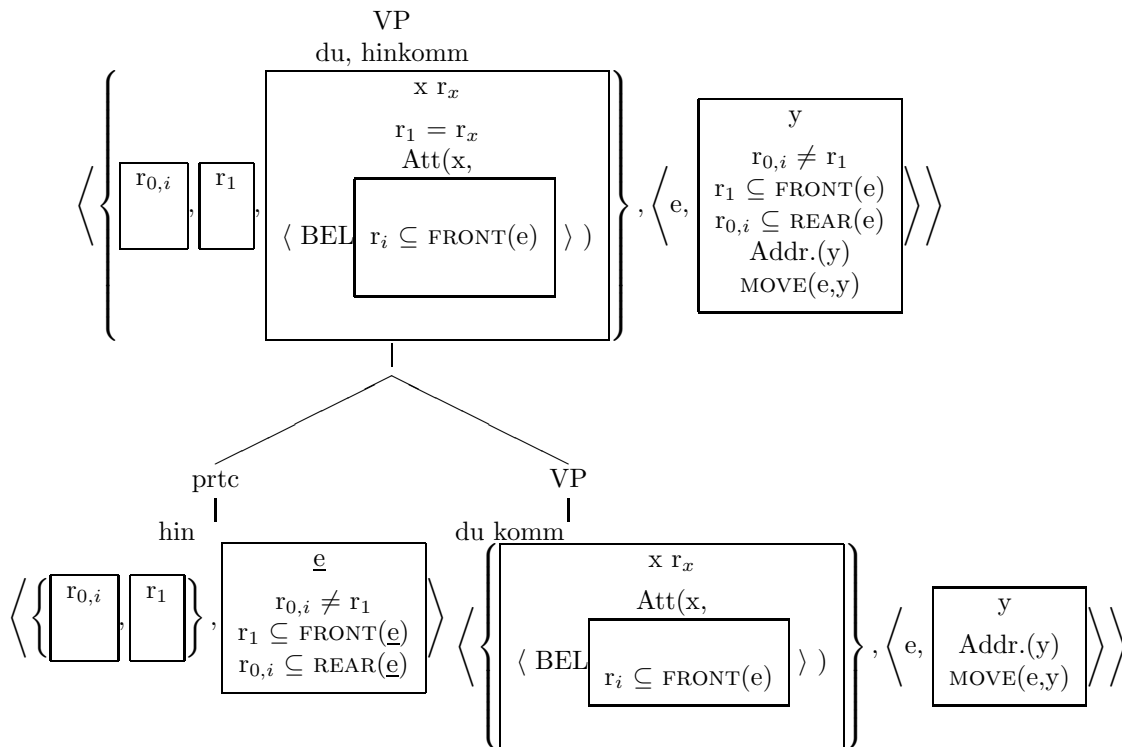 VP
du, hinkomm
x r_x
r_1 = r_x
Att(x,
⟨⟨{ r_{0,i} , r_1 , ⟨ BEL r_i ⊆ FRONT(e) ⟩ ) } , ⟨e,
y
r_{0,i} ≠ r_1
r_1 ⊆ FRONT(e)
r_{0,i} ⊆ REAR(e)
Addr.(y)
MOVE(e,y)
⟩⟩
prtc
VP
hin
du komm
⟨{ r_{0,i} , r_1 } ,
e
r_{0,i} ≠ r_1
r_1 ⊆ FRONT(e)
r_{0,i} ⊆ REAR(e)
⟩
⟨⟨{
x r_x
Att(x,
⟨ BEL r_i ⊆ FRONT(e) ⟩ )
} , ⟨e,
y
Addr.(y)
MOVE(e,y)
⟩⟩